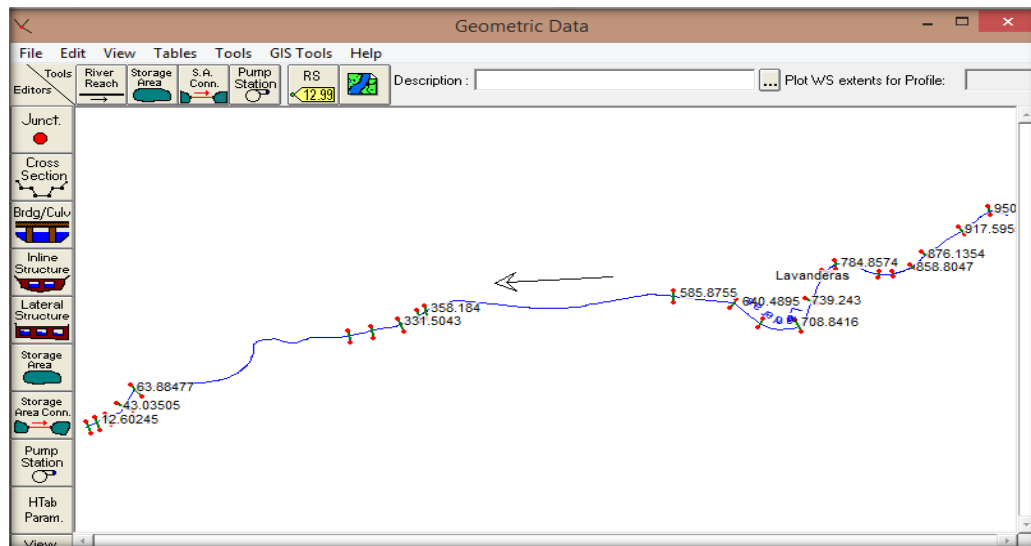 Geometric Data
File Edit View Tables Tools GIS Tools Help
Tools
Editors
River
Reach
Storage
Area
S.A.
Conn.
Pump
Station
RS
12.99
Description :
...
Plot WS extents for Profile:
Junct.
Cross
Section
Brdg/Culv
Inline
Structure
Lateral
Structure
Storage
Area
Storage
Area Conn.
Pump
Station
HTab
Param.
View
950
917.595
876.1354
858.8047
784.8574
Lavanderas
739.243
708.8416
640.4895
585.8755
358.184
331.5043
63.88477
43.03505
12.60245